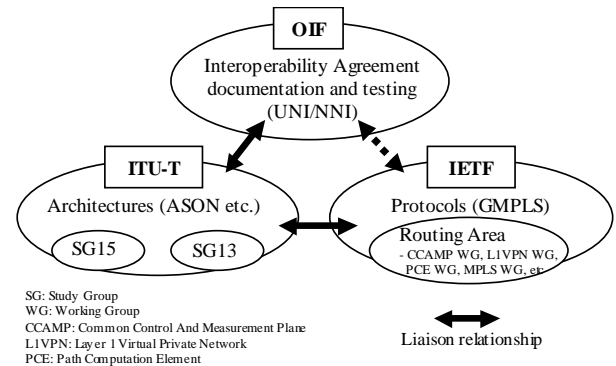 OIF
Interoperability Agreement
documentation and testing
(UNI/NNI)
ITU-T
Architectures (ASON etc.)
SG15
SG13
IETF
Protocols (GMPLS)
Routing Area
- CCAMP WG, L1VPN WG,
PCE WG, MPLS WG, etc
SG: Study Group
WG: Working Group
CCAMP: Common Control And Measurement Plane
L1VPN: Layer 1 Virtual Private Network
PCE: Path Computation Element
Liaison relationship